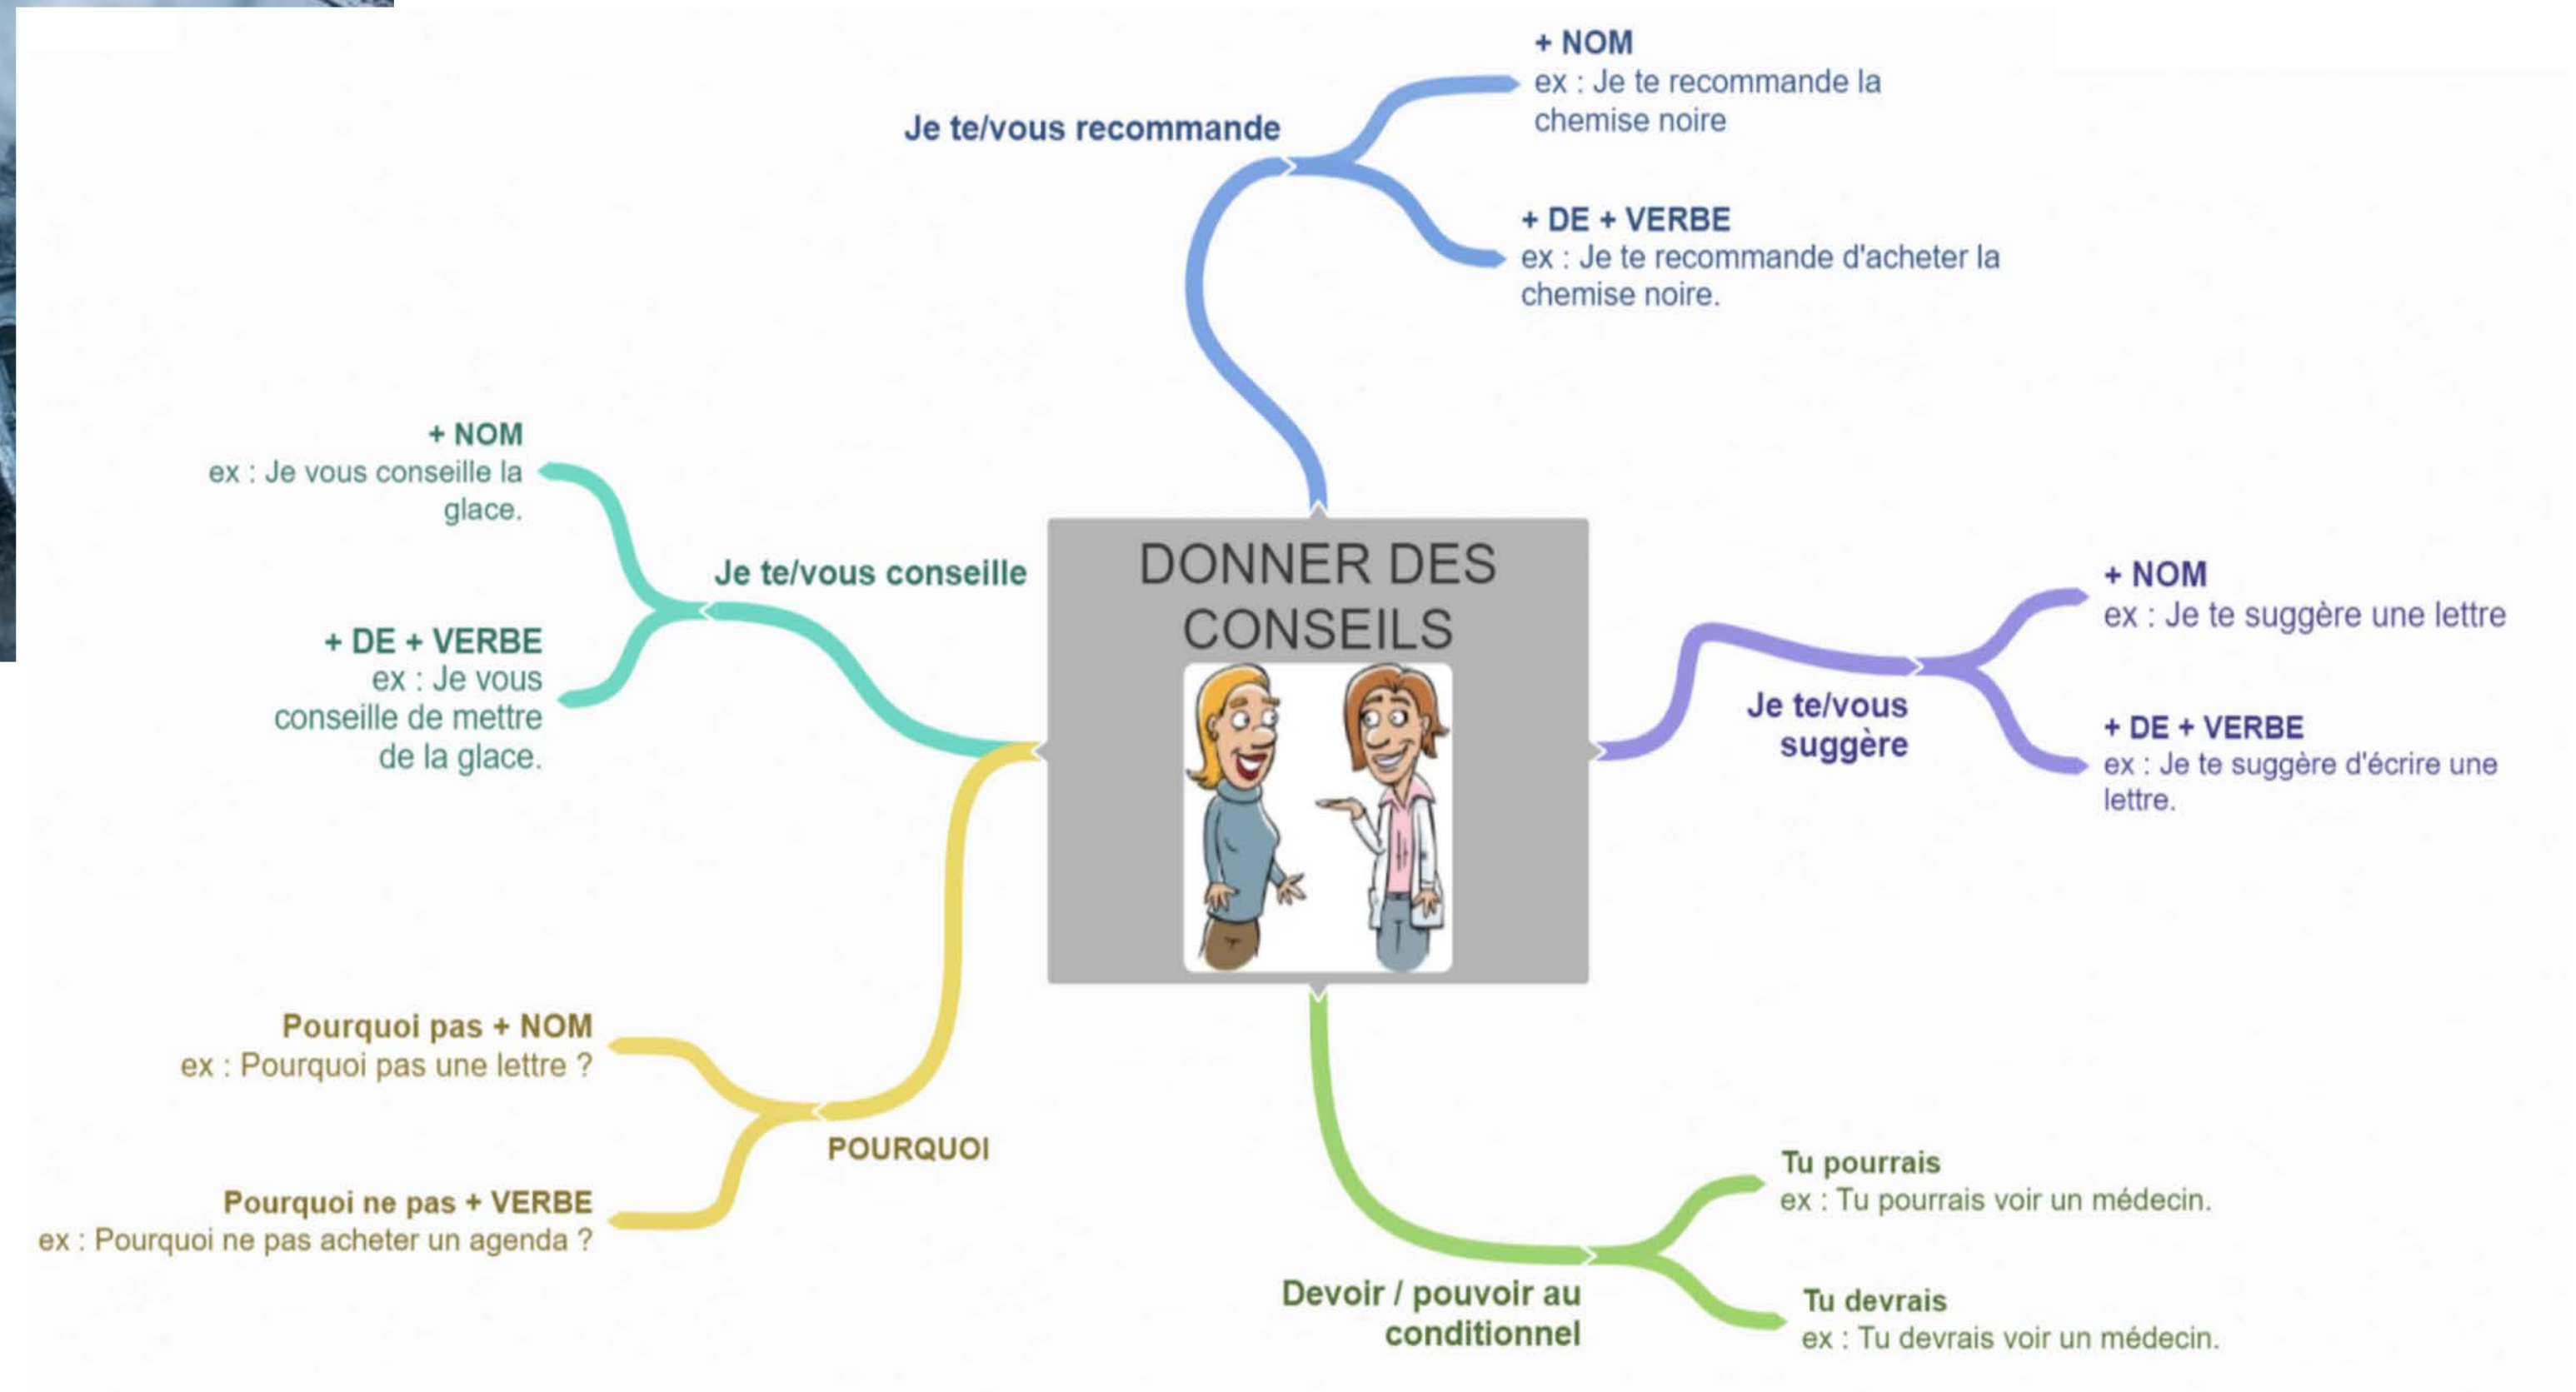 DONNER DES
CONSEILS
Je te/vous recommande
+ NOM
ex : Je te recommande la
chemise noire
+ DE + VERBE
ex : Je te recommande d'acheter la
chemise noire.
Je te/vous
suggère
+ NOM
ex : Je te suggère une lettre
+ DE + VERBE
ex : Je te suggère d'écrire une
lettre.
Devoir / pouvoir au
conditionnel
Tu pourrais
ex : Tu pourrais voir un médecin.
Tu devrais
ex : Tu devrais voir un médecin.
POURQUOI
Pourquoi pas + NOM
ex : Pourquoi pas une lettre ?
Pourquoi ne pas + VERBE
ex : Pourquoi ne pas acheter un agenda ?
Je te/vous conseille
+ NOM
ex : Je vous conseille la
glace.
+ DE + VERBE
ex : Je vous
conseille de mettre
de la glace.